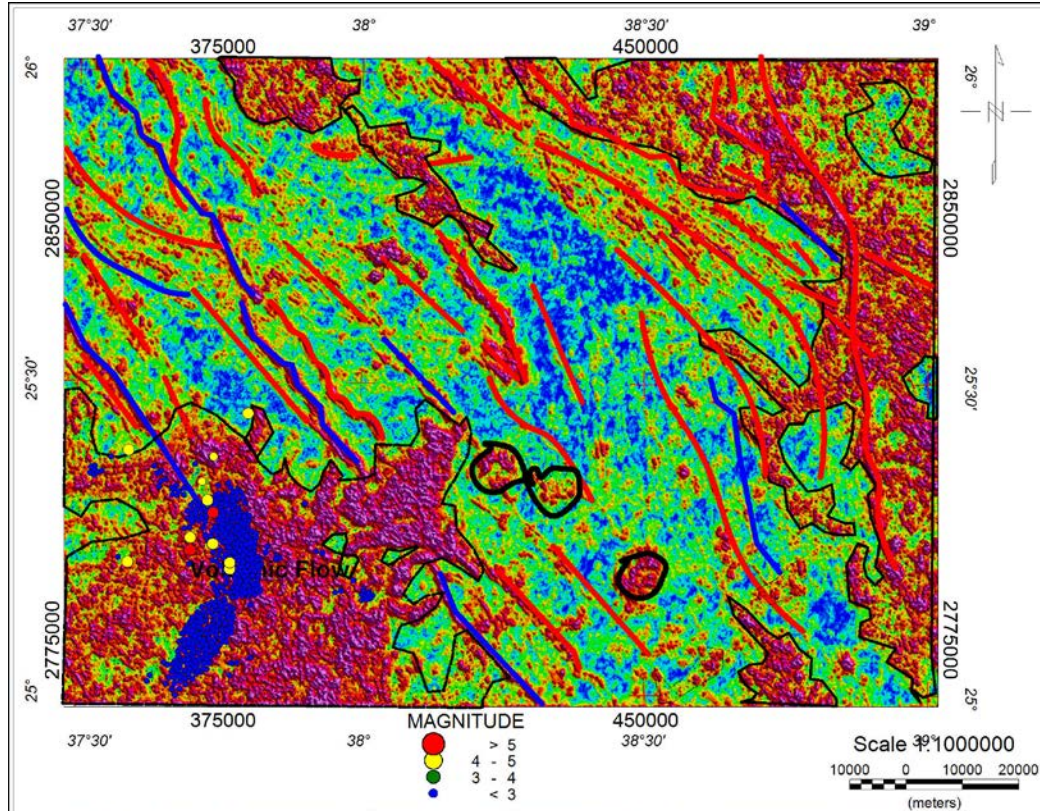 37°30' 38° 38°30' 39°
375000 450000
26° 26°
N
2850000 2850000
25°30' 25°30'
Volcanic Flow
2775000 2775000
25° 25°
375000 450000
37°30' 38° 38°30' 39°
MAGNITUDE
> 5
4 - 5
3 - 4
< 3
Scale 1:1000000
10000 0 10000 20000
(meters)